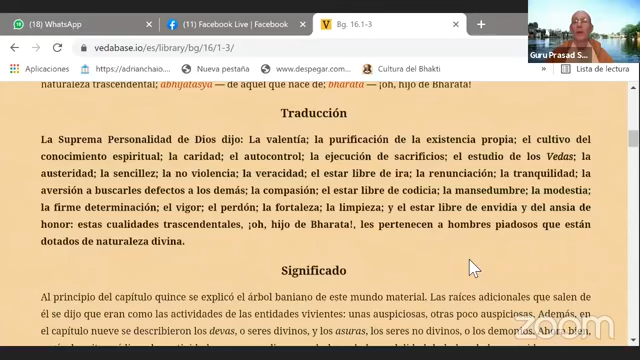 (18) WhatsApp
(11) Facebook Live | Facebook
Bg. 16.1-3
vedabase.io/es/library/bg/16/1-3/
Aplicaciones
https://adrianchaio....
Nueva pestaña
www.despegar.com....
Cultura del Bhakti
»
Lista de lectura
Guru Prasad S...
naturaleza trascendental; abhijātasya — de aquel que nace de; bhārata — ¡oh, hijo de Bharata!
Traducción
La Suprema Personalidad de Dios dijo: La valentía; la purificación de la existencia propia; el cultivo del
conocimiento espiritual; la caridad; el autocontrol; la ejecución de sacrificios; el estudio de los Vedas; la
austeridad; la sencillez; la no violencia; la veracidad; el estar libre de ira; la renunciación; la tranquilidad; la
aversión a buscarles defectos a los demás; la compasión; el estar libre de codicia; la mansedumbre; la modestia;
la firme determinación; el vigor; el perdón; la fortaleza; la limpieza; y el estar libre de envidia y del ansia de
honor: estas cualidades trascendentales, ¡oh, hijo de Bharata!, les pertenecen a hombres piadosos que están
dotados de naturaleza divina.
Significado
Al principio del capítulo quince se explicó el árbol baniano de este mundo material. Las raíces adicionales que salen de
él se dijo que eran como las actividades de las entidades vivientes: unas auspiciosas, otras poco auspiciosas. Además, en
el capítulo nueve se describieron los devas, o seres divinos, y los asuras, los seres no divinos, o los demonios. Ahora bien,
zoom